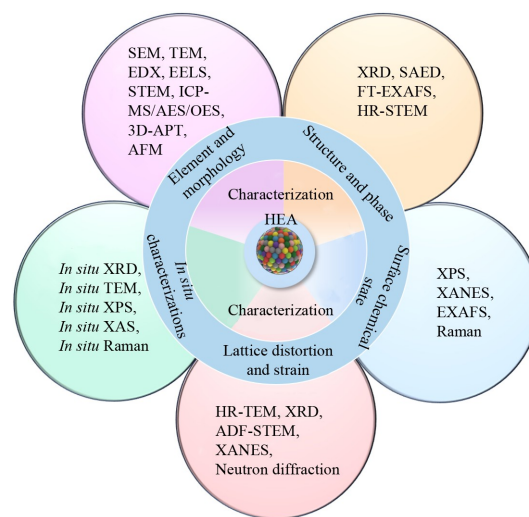 SEM, TEM,
EDX, EELS,
STEM, ICP-
MS/AES/OES,
3D-APT,
AFM
XRD, SAED,
FT-EXAFS,
HR-STEM
Element and
morphology
Structure and phase
Characterization
HEA
In situ XRD,
In situ TEM,
In situ XPS,
In situ XAS,
In situ Raman
In situ
characterizations
Surface chemical
state
XPS,
XANES,
EXAFS,
Raman
Characterization
Lattice distortion
and strain
HR-TEM, XRD,
ADF-STEM,
XANES,
Neutron diffraction